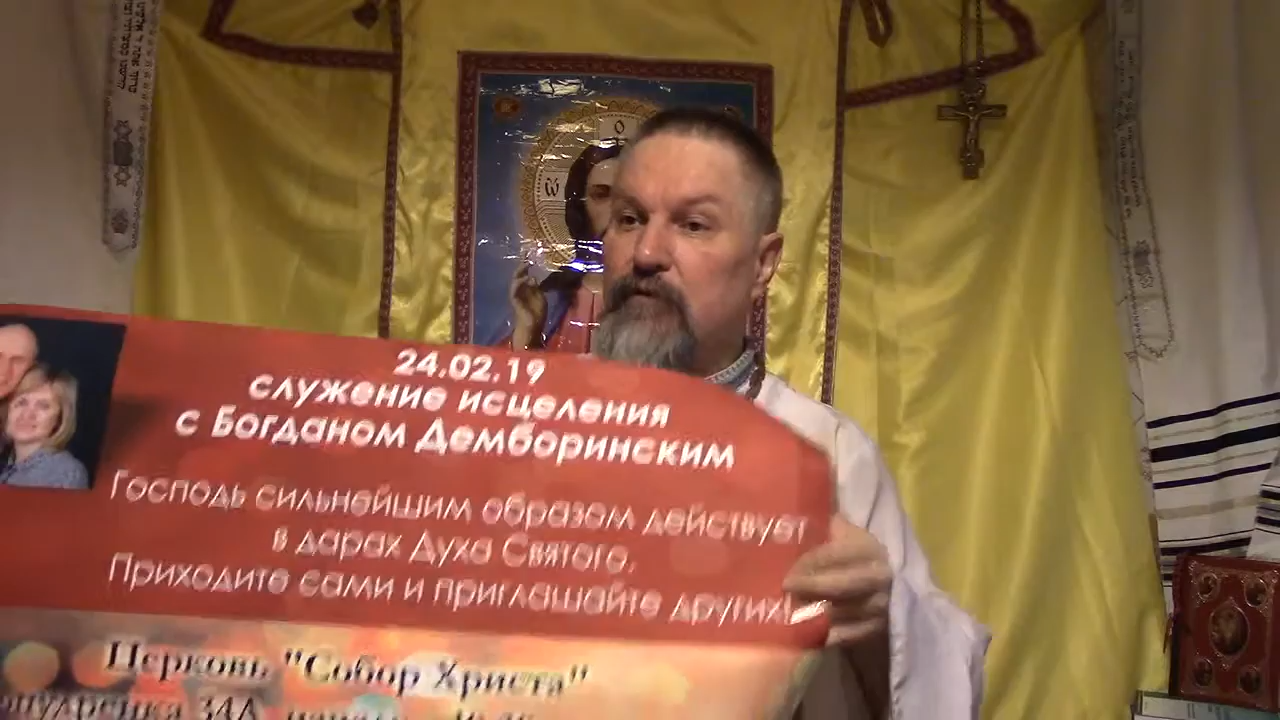 24.02.19
служение исцеления
с Богданом Демборинским
Господь сильнейшим образом действует
в дарах Духа Святого.
Приходите сами и приглашайте других!
Церковь "Собор Христа"
34А